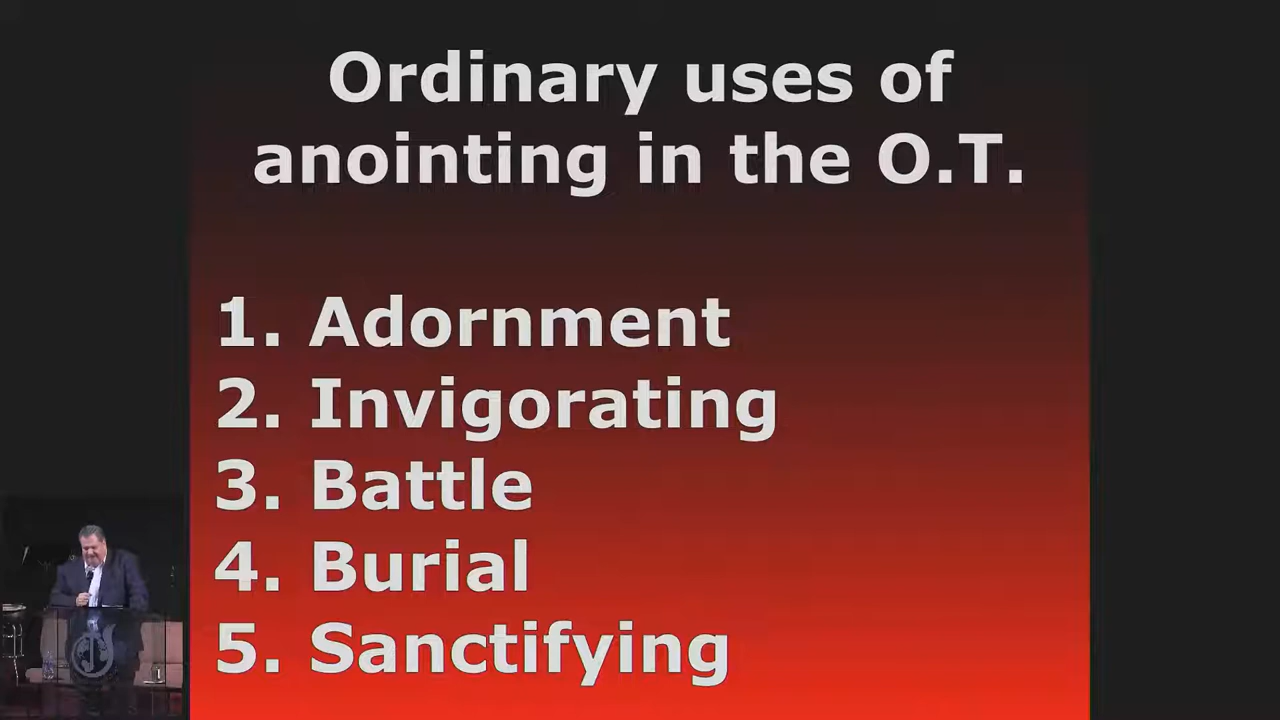 Ordinary uses of
anointing in the O.T.
1. Adornment
2. Invigorating
3. Battle
4. Burial
5. Sanctifying